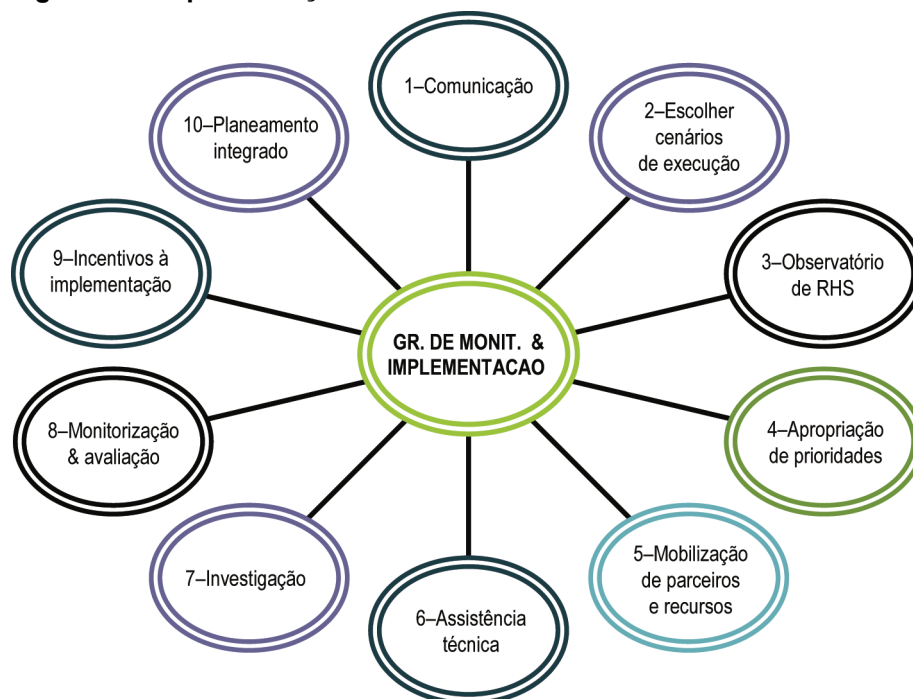 1–Comunicação
2–Escolher
cenários
de execução
3–Observatório
de RHS
4–Apropriação
de prioridades
5–Mobilização
de parceiros
e recursos
6–Assistência
técnica
7–Investigação
8–Monitorização
& avaliação
9–Incentivos à
implementação
10–Planeamento
integrado
GR. DE MONIT. &
IMPLEMENTACAO